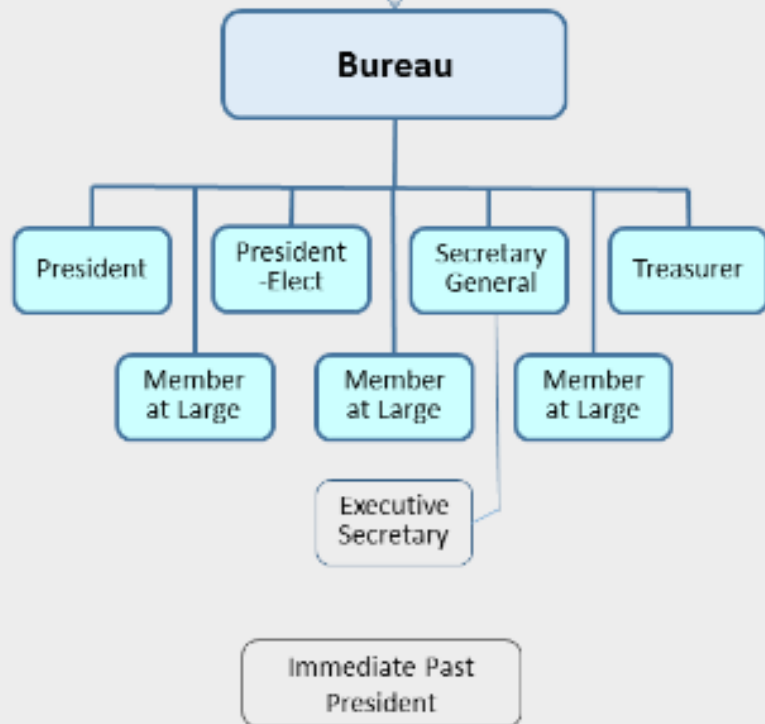 Bureau
President
President
-Elect
Secretary
General
Treasurer
Member
at Large
Member
at Large
Member
at Large
Executive
Secretary
Immediate Past
President